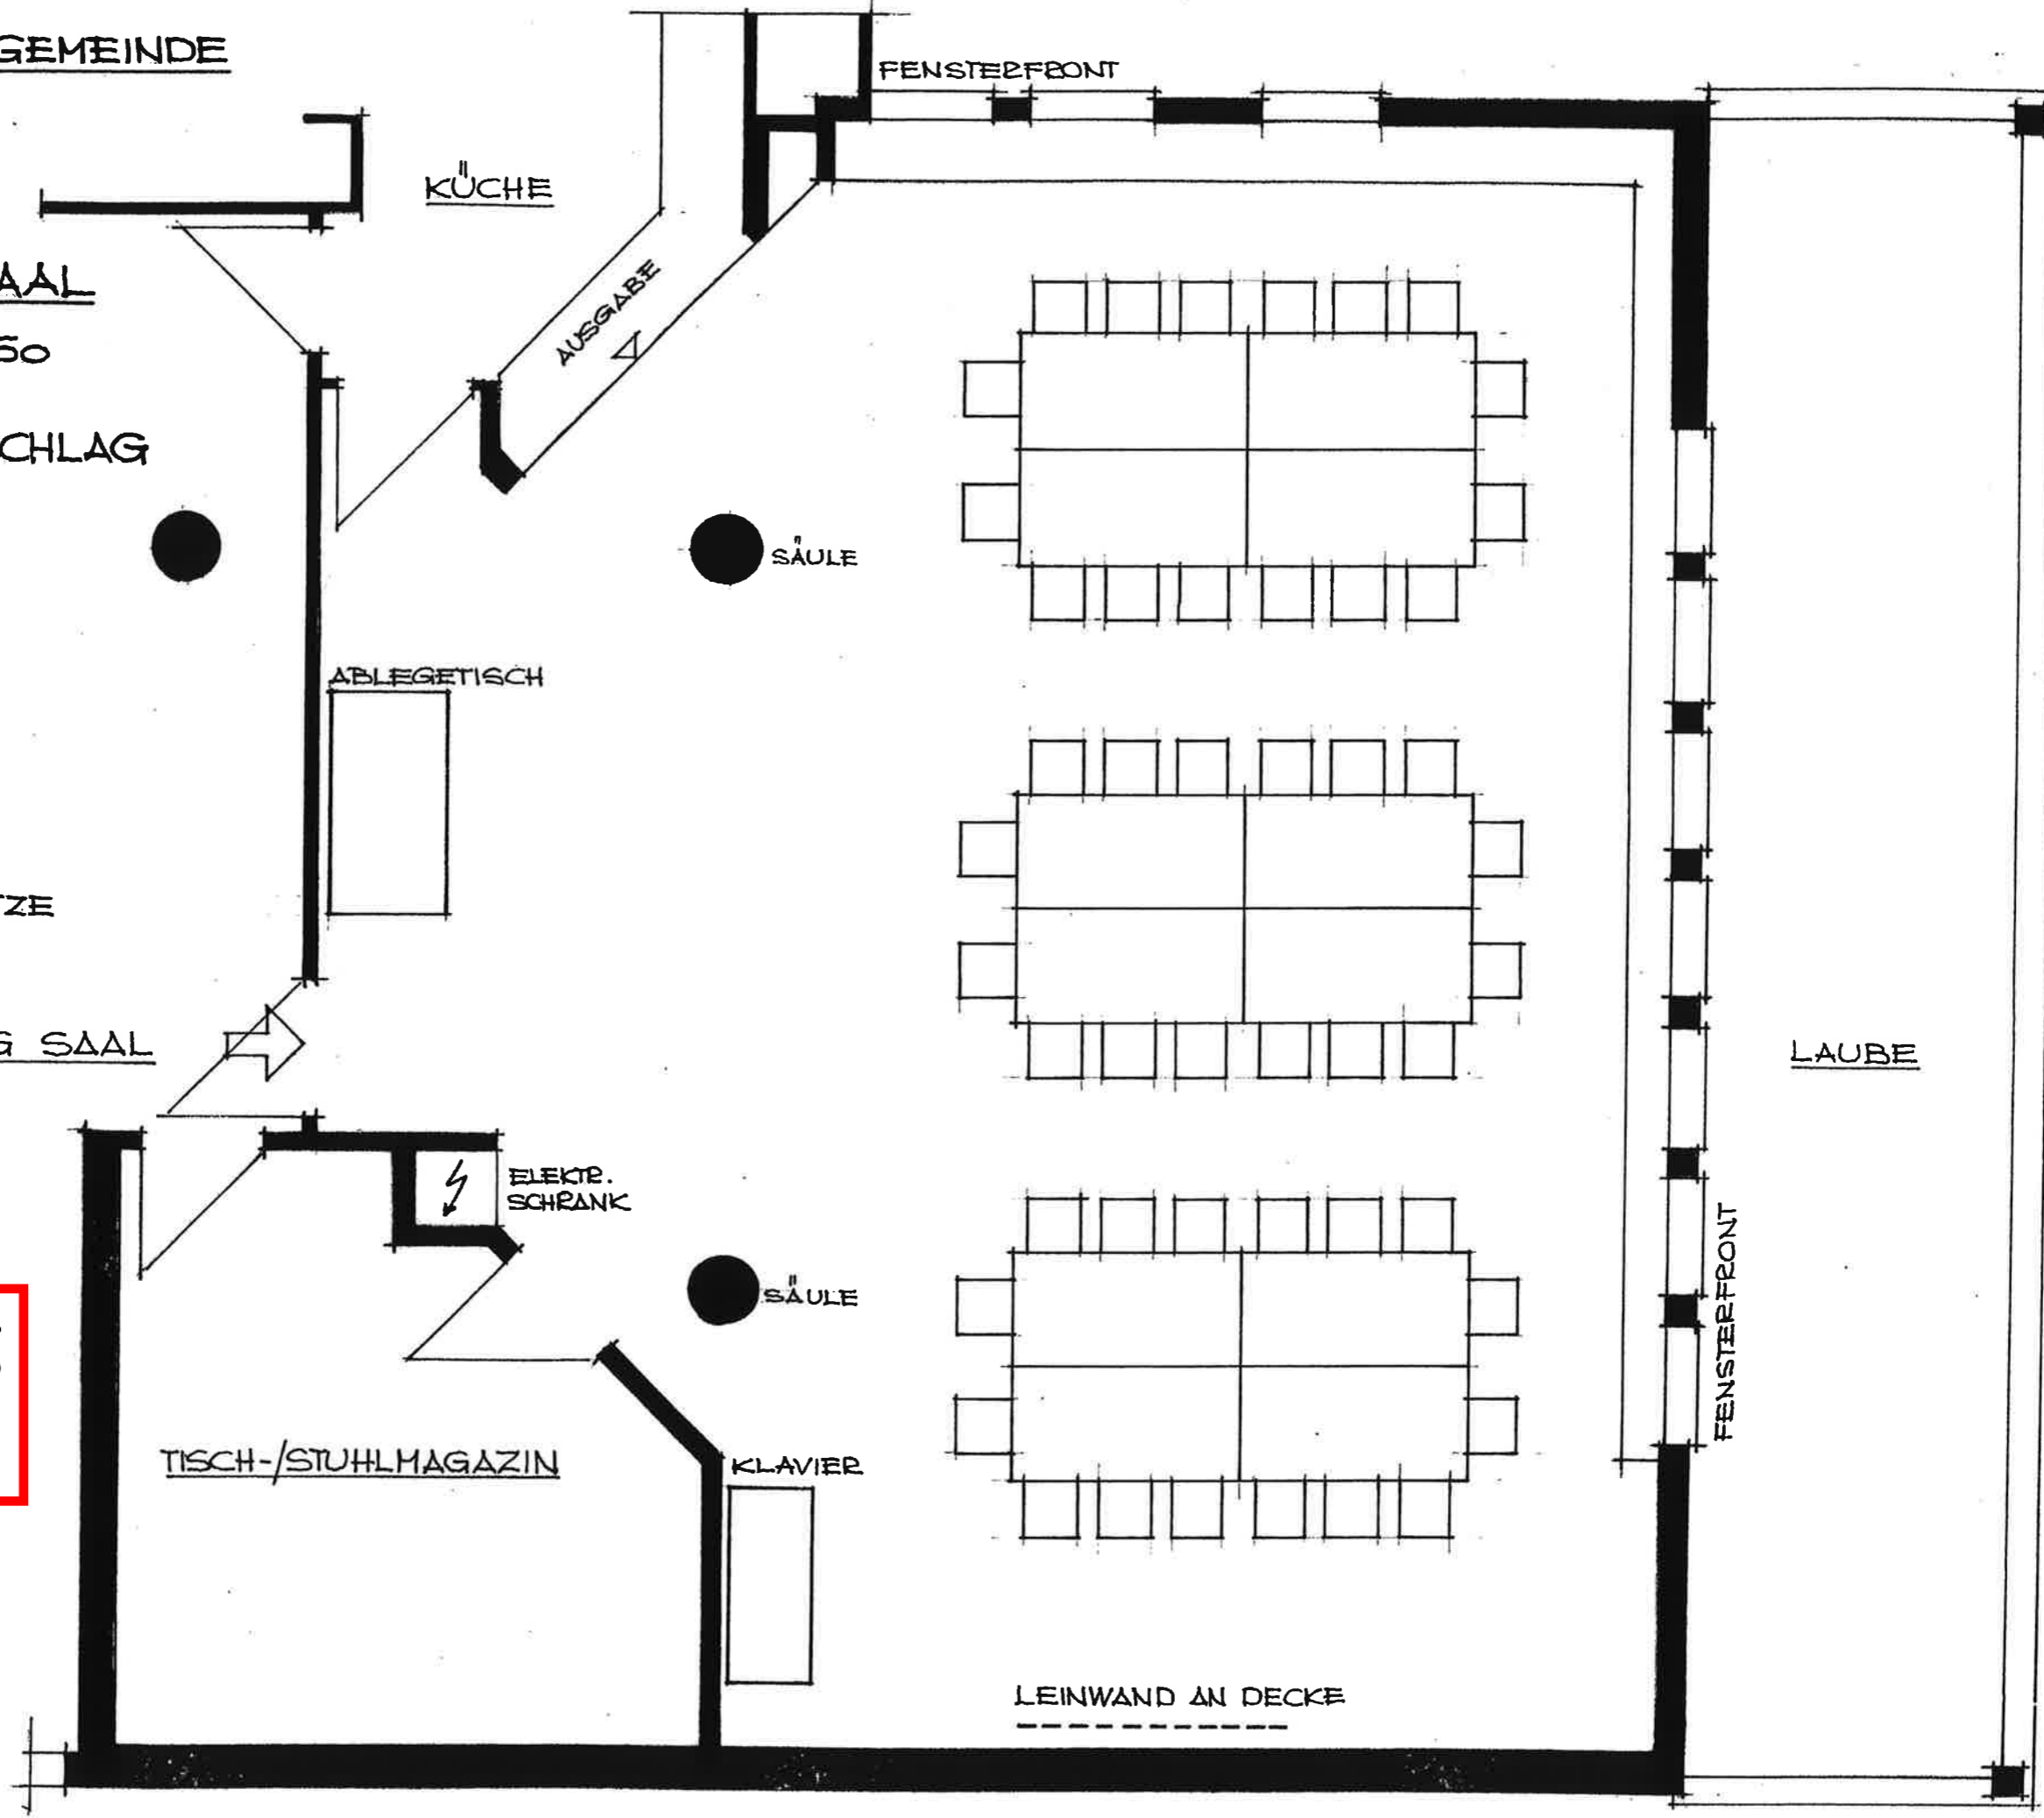 GEMEINDE
FENSTERFRONT
KÜCHE
AUSGABE
AAL
50
CHLAG
SÄULE
ABLEGETISCH
TZE
G SAAL
LAUBE
ELEKTR.
SCHRANK
SÄULE
FENSTERFRONT
TISCH-/STUHLMAGAZIN
KLAVIER
LEINWAND AN DECKE